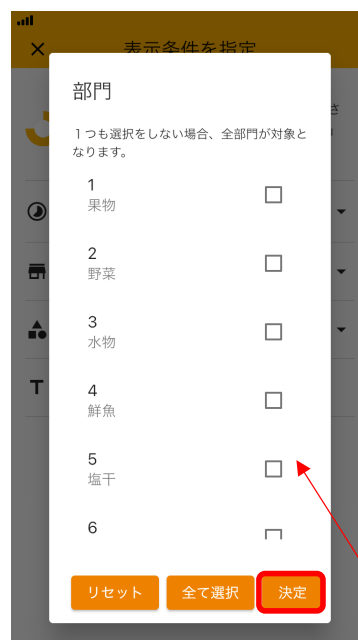 表示条件を指定
さ
部門
１つも選択をしない場合、全部門が対象と
なります。
1
果物
2
野菜
3
水物
4
鮮魚
5
塩干
6
T
リセット 全て選択 決定